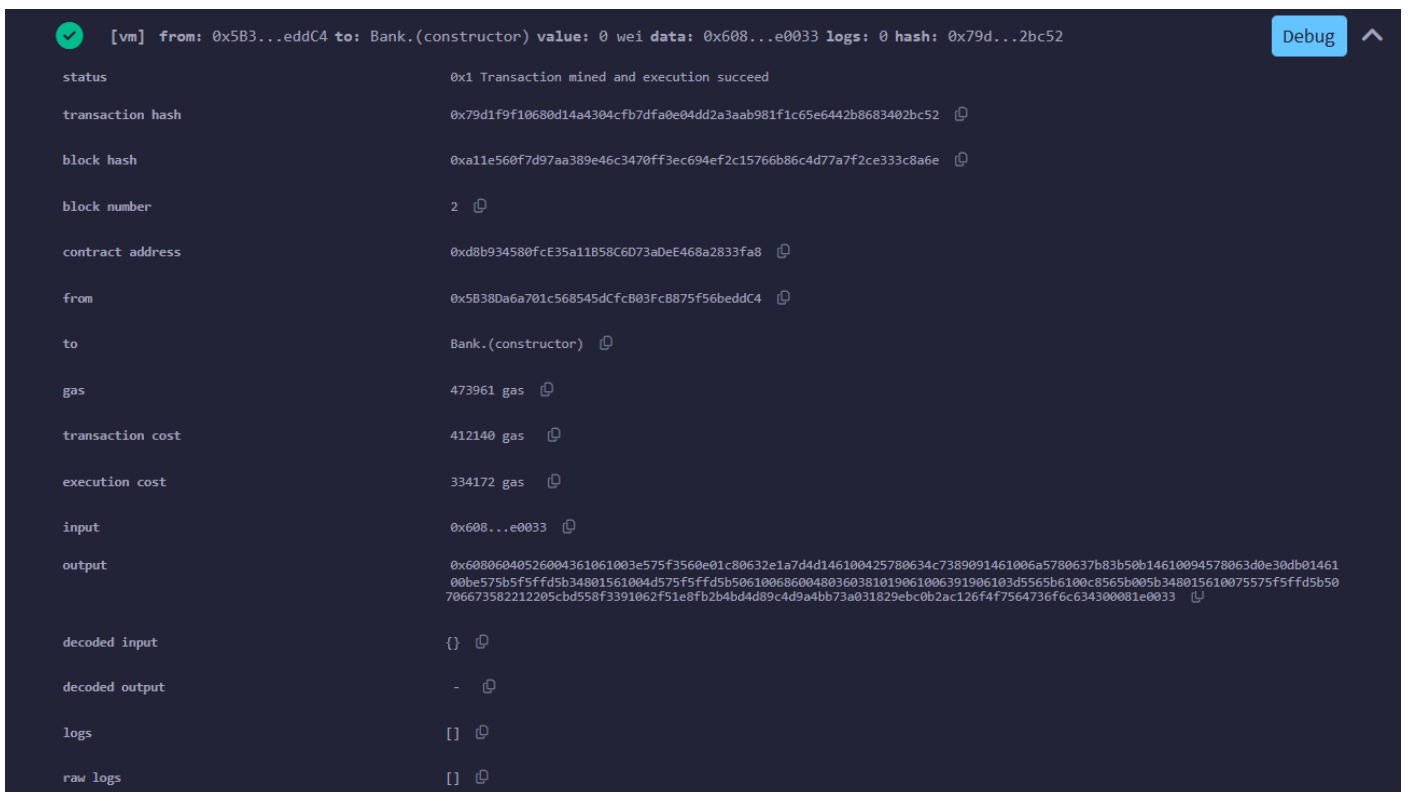 [vm] from: 0x5B3...eddC4 to: Bank.(constructor) value: 0 wei data: 0x608...e0033 logs: 0 hash: 0x79d...2bc52 Debug
status 0x1 Transaction mined and execution succeed
transaction hash 0x79d1f9f10680d14a4304cfb7dfa0e04dd2a3aab981f1c65e6442b8683402bc52
block hash 0xa11e560f7d97aa389e46c3470ff3ec694ef2c15766b86c4d77a7f2ce333c8a6e
block number 2
contract address 0xd8b934580fcE35a11B58C6D73aDeE468a2833fa8
from 0x5B38Da6a701c568545dCfcB03FcB875f56beddC4
to Bank.(constructor)
gas 473961 gas
transaction cost 412140 gas
execution cost 334172 gas
input 0x608...e0033
output 0x60806040526004361061003e575f3560e01c80632e1a7d4d146100425780634c7389091461006a5780637b83b50b14610094578063d0e30db01461
00be575b5f5ffd5b34801561004d575f5ffd5b50610068600480360381019061006391906103d5565b6100c8565b005b348015610075575f5ffd5b50
706673582212205cbd558f3391062f51e8fb2b4bd4d89c4d9a4bb73a031829ebc0b2ac126f4f7564736f6c634300081e0033
decoded input {}
decoded output -
logs []
raw logs []